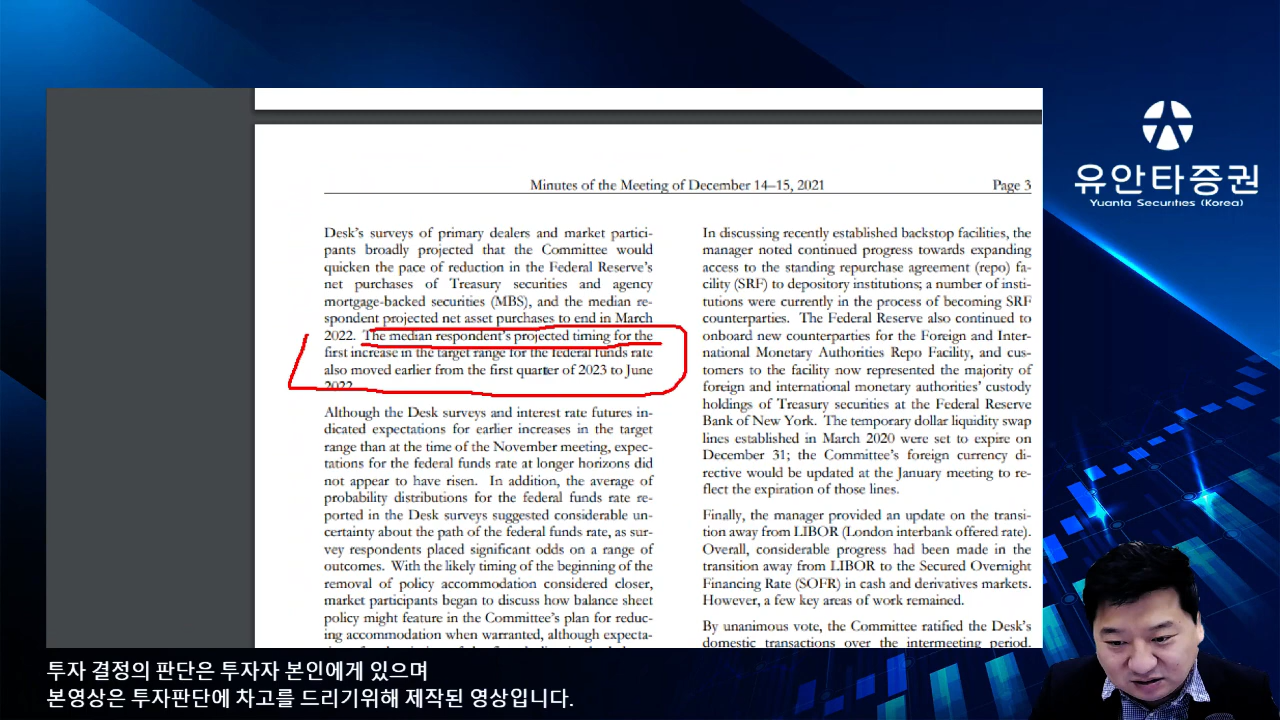 Minutes of the Meeting of December 14–15, 2021
Page 3
Desk's surveys of primary dealers and market partici-
pants broadly projected that the Committee would
quicken the pace of reduction in the Federal Reserve's
net purchases of Treasury securities and agency
mortgage-backed securities (MBS), and the median re-
spondent projected net asset purchases to end in March
2022. The median respondent's projected timing for the
first increase in the target range for the federal funds rate
also moved earlier from the first quarter of 2023 to June
2022.
Although the Desk surveys and interest rate futures in-
dicated expectations for earlier increases in the target
range than at the time of the November meeting, expec-
tations for the federal funds rate at longer horizons did
not appear to have risen. In addition, the average of
probability distributions for the federal funds rate re-
ported in the Desk surveys suggested considerable un-
certainty about the path of the federal funds rate, as sur-
vey respondents placed significant odds on a range of
outcomes. With the likely timing of the beginning of the
removal of policy accommodation considered closer,
market participants began to discuss how balance sheet
policy might feature in the Committee's plan for reduc-
ing accommodation when warranted, although expecta-
In discussing recently established backstop facilities, the
manager noted continued progress towards expanding
access to the standing repurchase agreement (repo) fa-
cility (SRF) to depository institutions; a number of insti-
tutions were currently in the process of becoming SRF
counterparties. The Federal Reserve also continued to
onboard new counterparties for the Foreign and Inter-
national Monetary Authorities Repo Facility, and cus-
tomers to the facility now represented the majority of
foreign and international monetary authorities' custody
holdings of Treasury securities at the Federal Reserve
Bank of New York. The temporary dollar liquidity swap
lines established in March 2020 were set to expire on
December 31; the Committee's foreign currency di-
rective would be updated at the January meeting to re-
flect the expiration of those lines.
Finally, the manager provided an update on the transi-
tion away from LIBOR (London interbank offered rate).
Overall, considerable progress had been made in the
transition away from LIBOR to the Secured Overnight
Financing Rate (SOFR) in cash and derivatives markets.
However, a few key areas of work remained.
By unanimous vote, the Committee ratified the Desk's
domestic transactions over the intermeeting period.
유안타증권
Yuanta Securities (Korea)
투자 결정의 판단은 투자자 본인에게 있으며
본영상은 투자판단에 차고를 드리기위해 제작된 영상입니다.